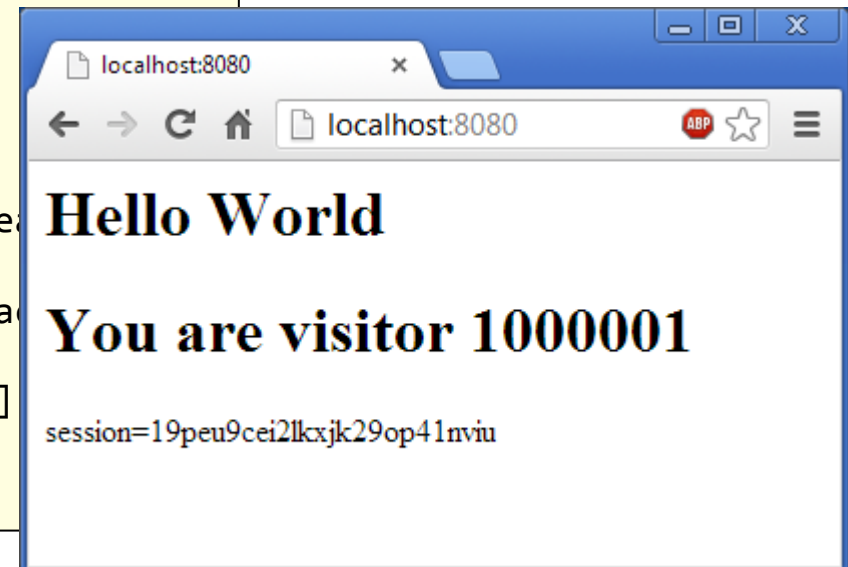 localhost:8080
localhost:8080
ABP
Hello World
You are visitor 1000001
]
session=19peu9cei2lkxjk29op41nviu